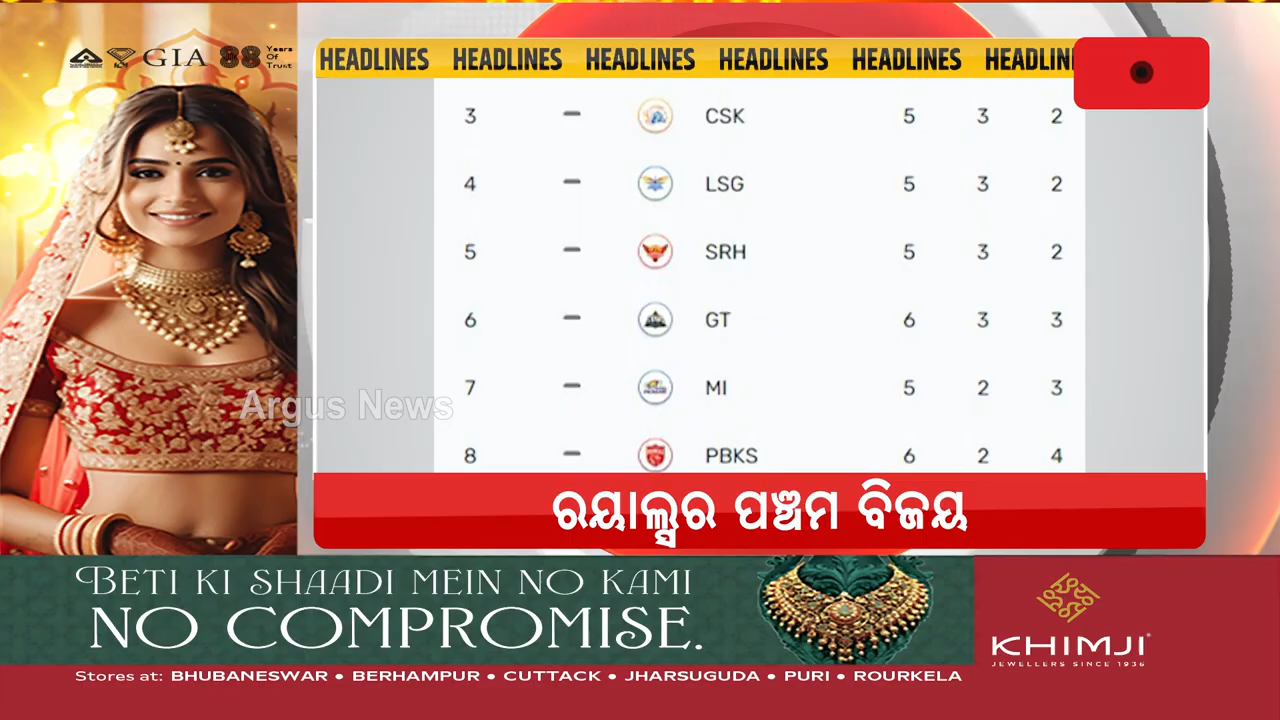 GIA 88 Years Of Trust
HEADLINES HEADLINES HEADLINES HEADLINES HEADLINES HEADLIN
3 – CSK 5 3 2
4 – LSG 5 3 2
5 – SRH 5 3 2
6 – GT 6 3 3
7 – MI 5 2 3
8 – PBKS 6 2 4
Argus News
ରୟାଲ୍ସର ପଞ୍ଚମ ବିଜୟ
BETI KI SHAADI MEIN NO KAMI
NO COMPROMISE.
KHIMJI
JEWELLERS SINCE 1936
Stores at: BHUBANESWAR • BERHAMPUR • CUTTACK • JHARSUGUDA • PURI • ROURKELA